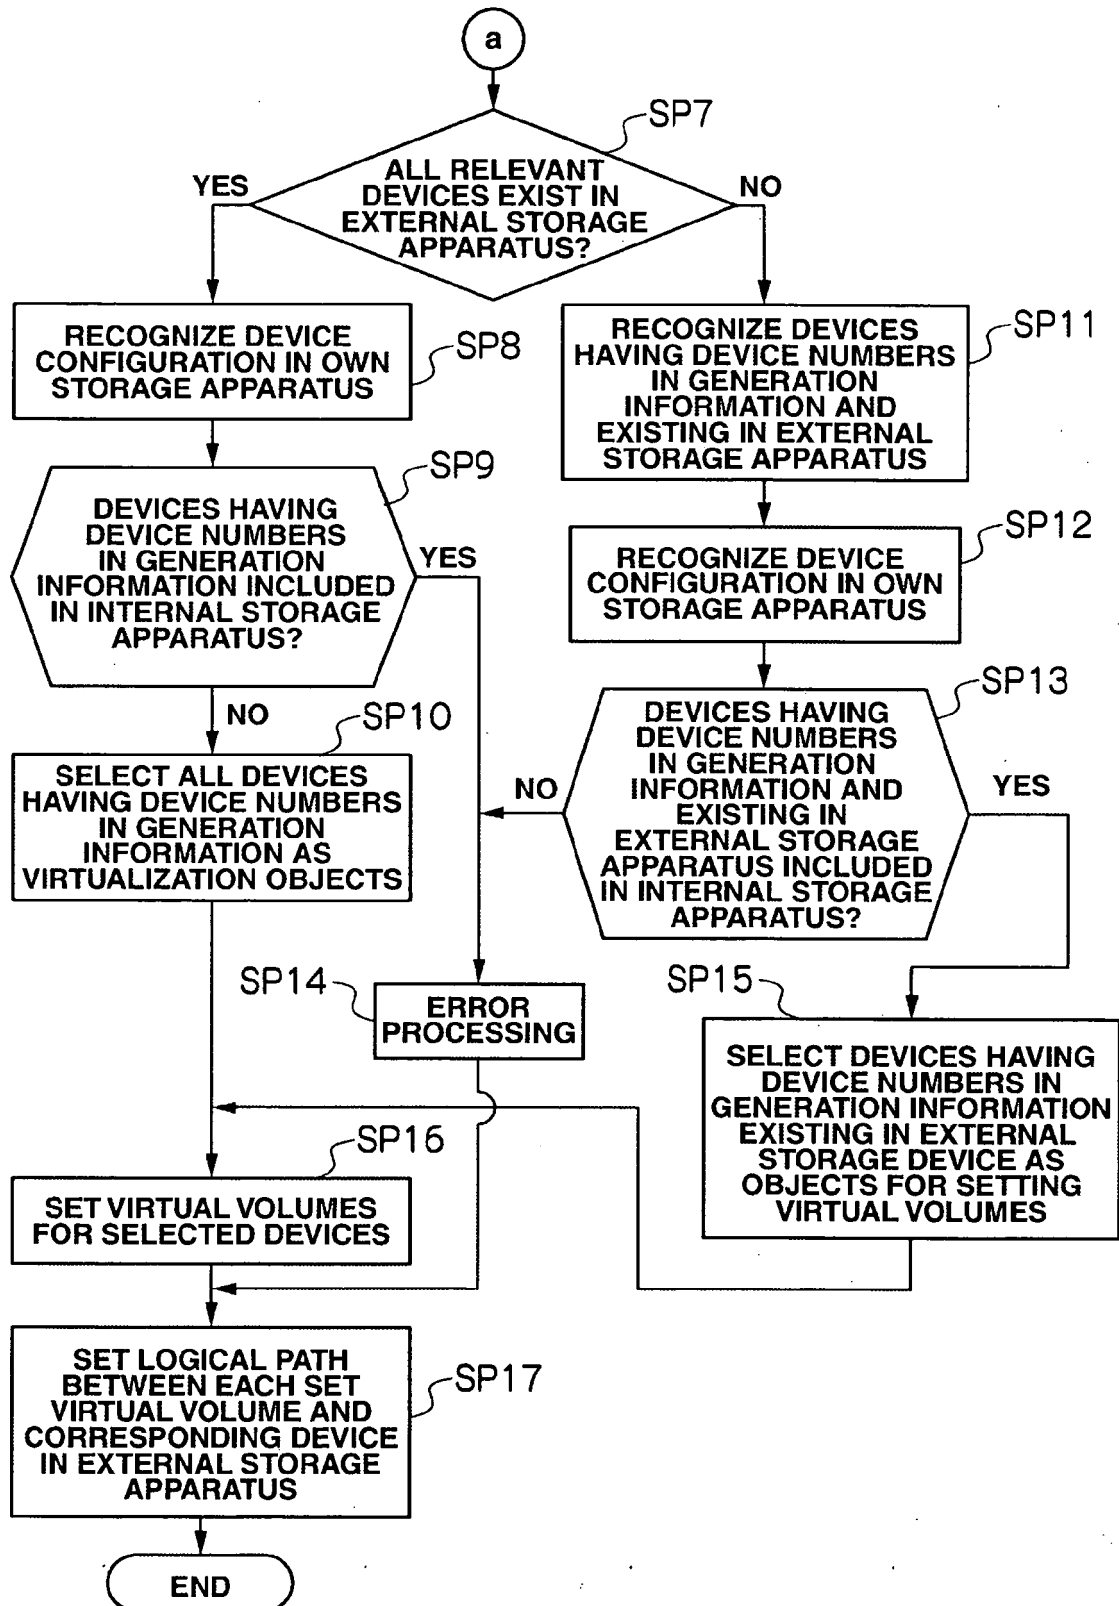 a
SP7
ALL RELEVANT
DEVICES EXIST IN
EXTERNAL STORAGE
APPARATUS?
YES
NO
RECOGNIZE DEVICE
CONFIGURATION IN OWN
STORAGE APPARATUS
SP8
RECOGNIZE DEVICES
HAVING DEVICE NUMBERS
IN GENERATION
INFORMATION AND
EXISTING IN EXTERNAL
STORAGE APPARATUS
SP11
SP9
DEVICES HAVING
DEVICE NUMBERS
IN GENERATION
INFORMATION INCLUDED
IN INTERNAL STORAGE
APPARATUS?
YES
NO
SP12
RECOGNIZE DEVICE
CONFIGURATION IN OWN
STORAGE APPARATUS
SP10
SELECT ALL DEVICES
HAVING DEVICE NUMBERS
IN GENERATION
INFORMATION AS
VIRTUALIZATION OBJECTS
SP13
DEVICES HAVING
DEVICE NUMBERS
IN GENERATION
INFORMATION AND
EXISTING IN
EXTERNAL STORAGE
APPARATUS INCLUDED
IN INTERNAL STORAGE
APPARATUS?
NO
YES
SP14
ERROR
PROCESSING
SP15
SELECT DEVICES HAVING
DEVICE NUMBERS IN
GENERATION INFORMATION
EXISTING IN EXTERNAL
STORAGE DEVICE AS
OBJECTS FOR SETTING
VIRTUAL VOLUMES
SP16
SET VIRTUAL VOLUMES
FOR SELECTED DEVICES
SET LOGICAL PATH
BETWEEN EACH SET
VIRTUAL VOLUME AND
CORRESPONDING DEVICE
IN EXTERNAL STORAGE
APPARATUS
SP17
END